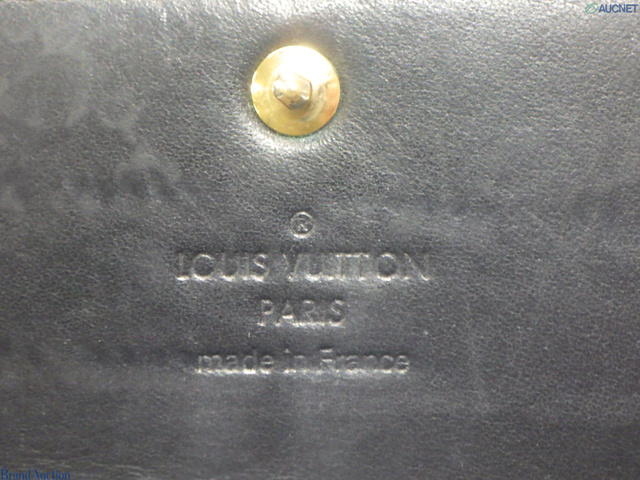 AUCNET
®
LOUIS VUITTON
PARIS
made in France
Brand Auction